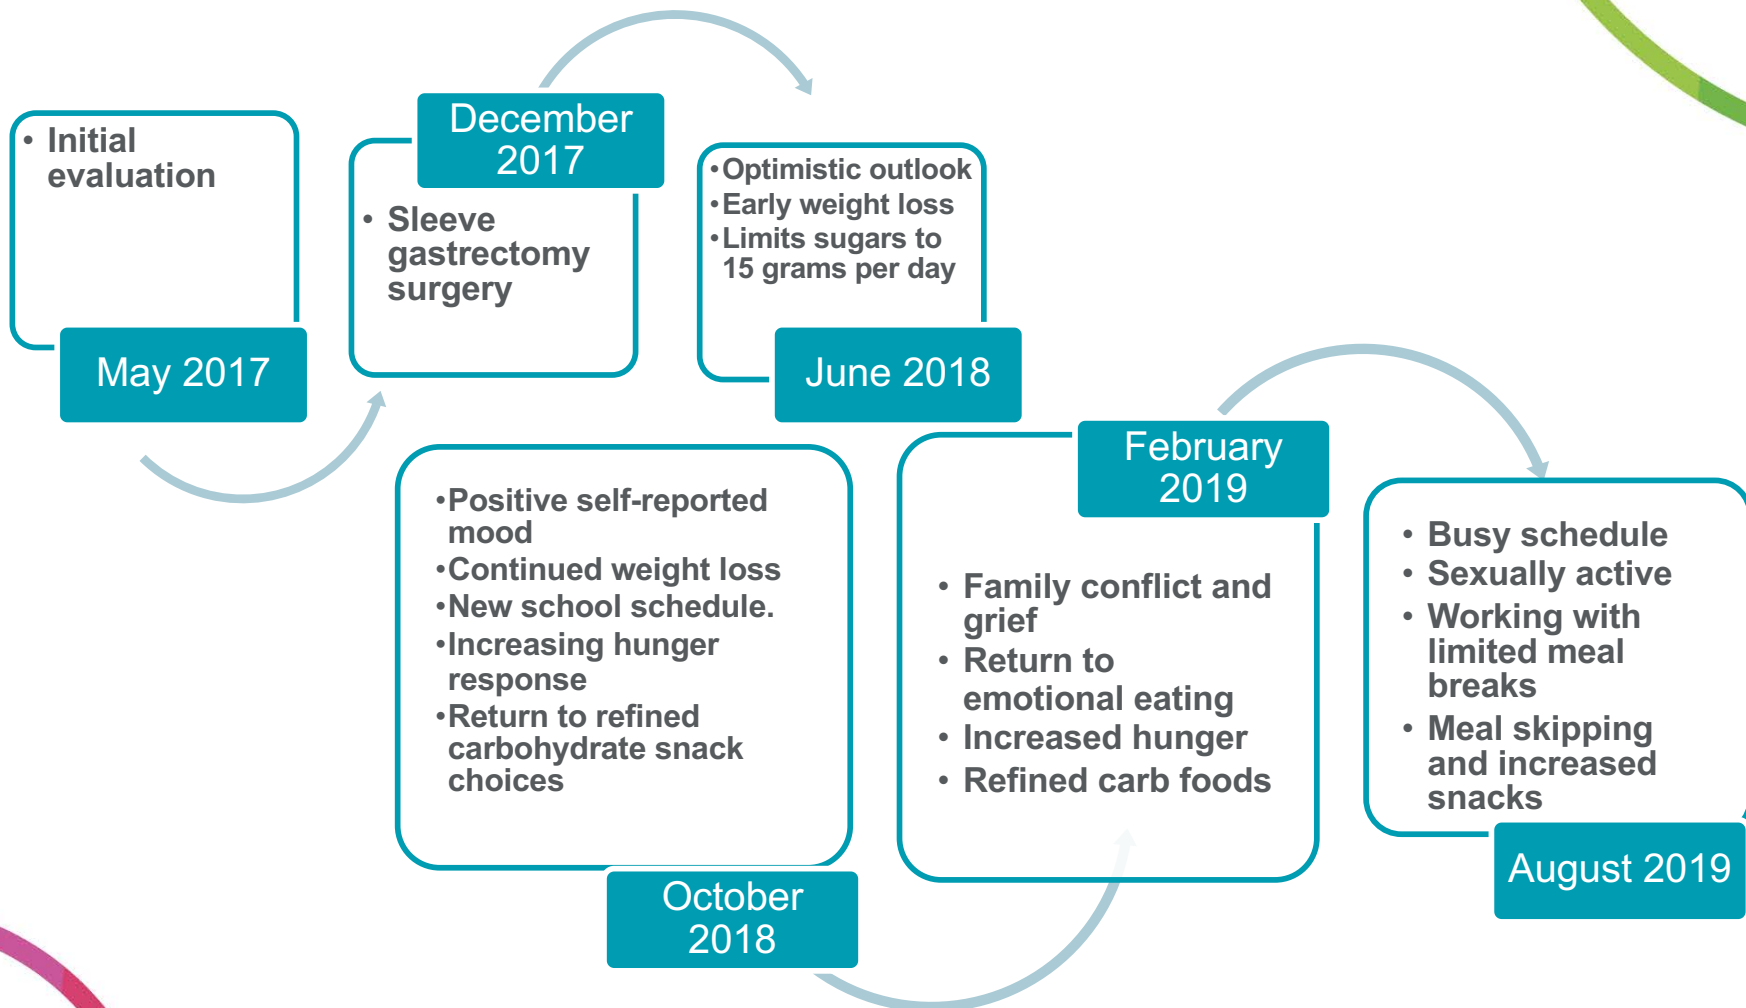 • Initial
evaluation
May 2017
December
2017
• Sleeve
gastrectomy
surgery
•Optimistic outlook
•Early weight loss
•Limits sugars to
15 grams per day
June 2018
•Positive self-reported
mood
•Continued weight loss
•New school schedule.
•Increasing hunger
response
•Return to refined
carbohydrate snack
choices
October
2018
February
2019
• Family conflict and
grief
• Return to
emotional eating
• Increased hunger
• Refined carb foods
• Busy schedule
• Sexually active
• Working with
limited meal
breaks
• Meal skipping
and increased
snacks
August 2019